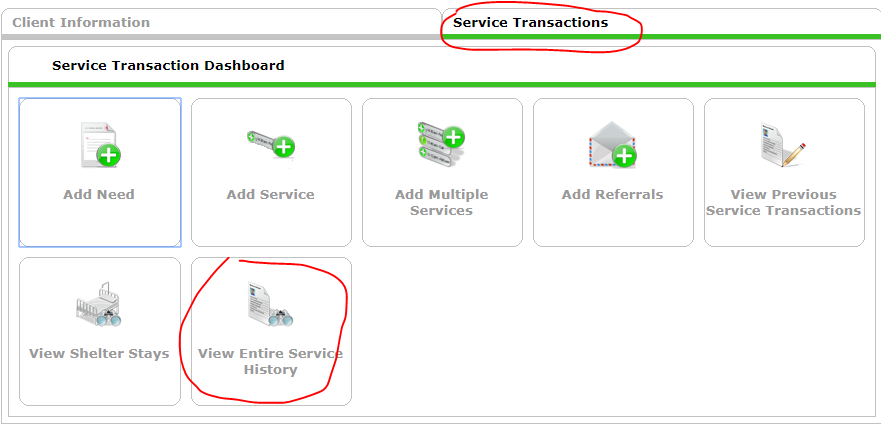 Client Information
Service Transactions
Service Transaction Dashboard
Add Need
Add Service
Add Multiple
Services
Add Referrals
View Previous
Service Transactions
View Shelter Stays
View Entire Service
History